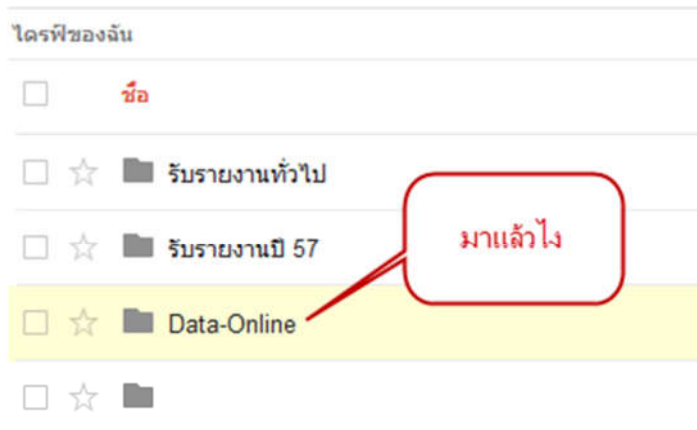 ไดรฟ์ของฉัน
ชื่อ
รับรายงานทั่วไป
รับรายงานปี 57
มาแล้วไง
Data-Online